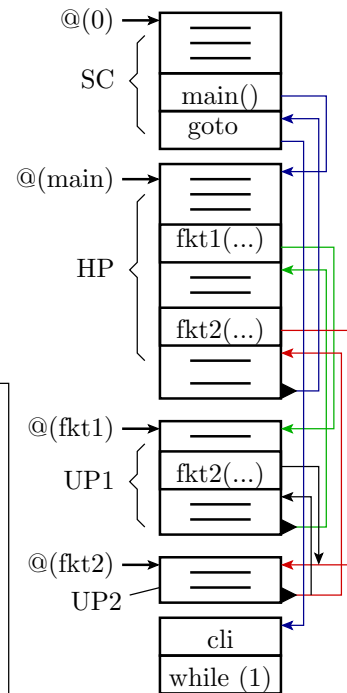 @(0)
SC
main()
goto
@(main)
HP
fkt1(...)
fkt2(...)
@(fkt1)
UP1
fkt2(...)
@(fkt2)
UP2
cli
while (1)